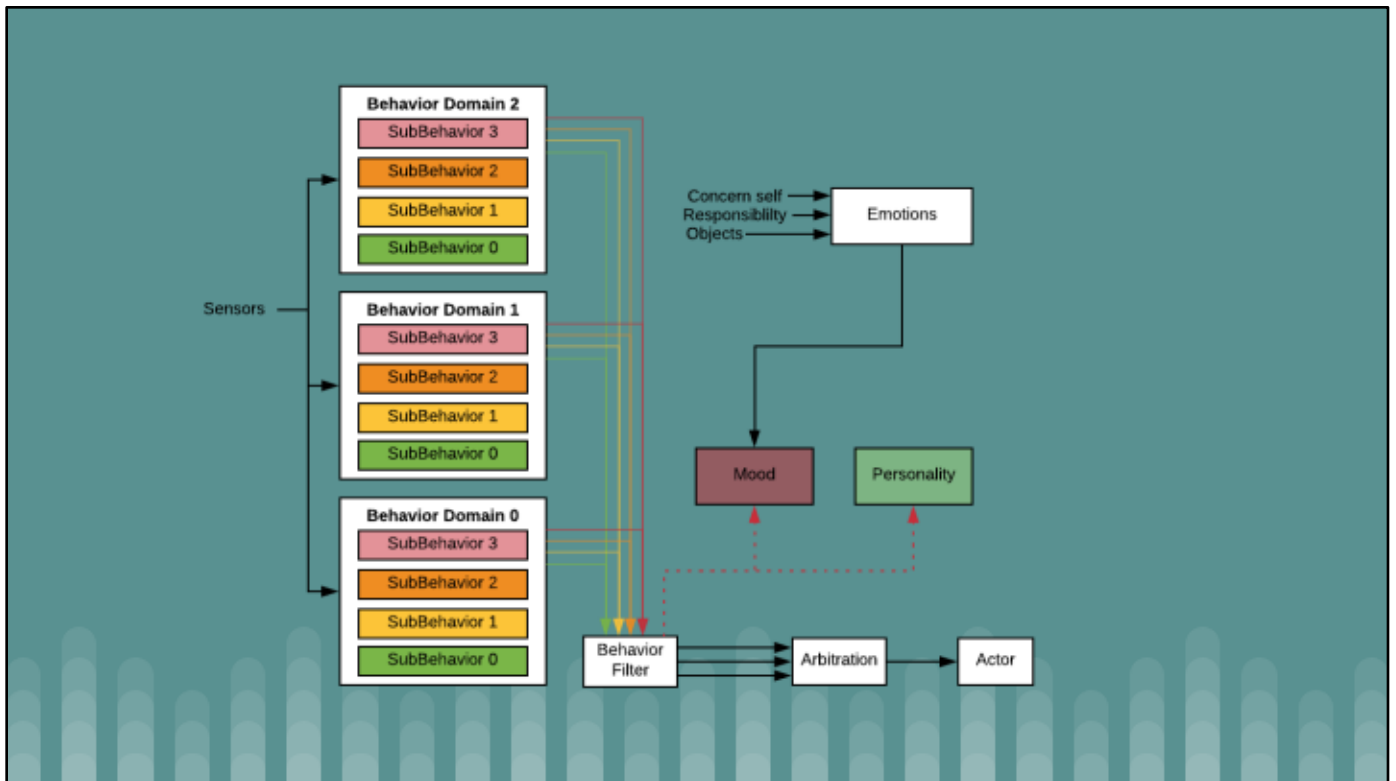 Behavior Domain 2
SubBehavior 3
SubBehavior 2
SubBehavior 1
SubBehavior 0
Concern self
Responsiblilty
Objects
Emotions
Sensors
Behavior Domain 1
SubBehavior 3
SubBehavior 2
SubBehavior 1
SubBehavior 0
Mood
Personality
Behavior Domain 0
SubBehavior 3
SubBehavior 2
SubBehavior 1
SubBehavior 0
Behavior
Filter
Arbitration
Actor